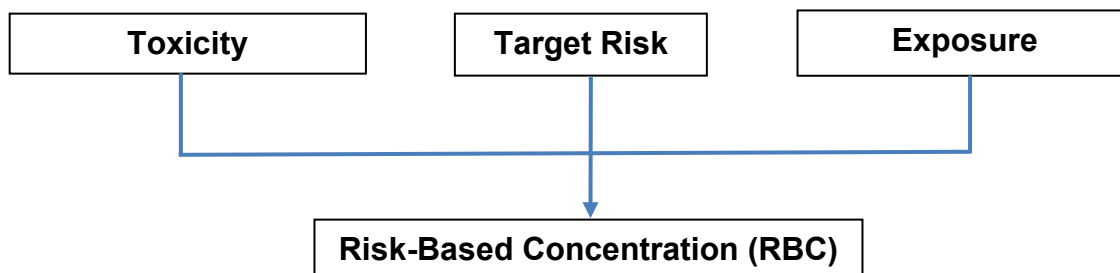 Toxicity
Target Risk
Exposure
Risk-Based Concentration (RBC)